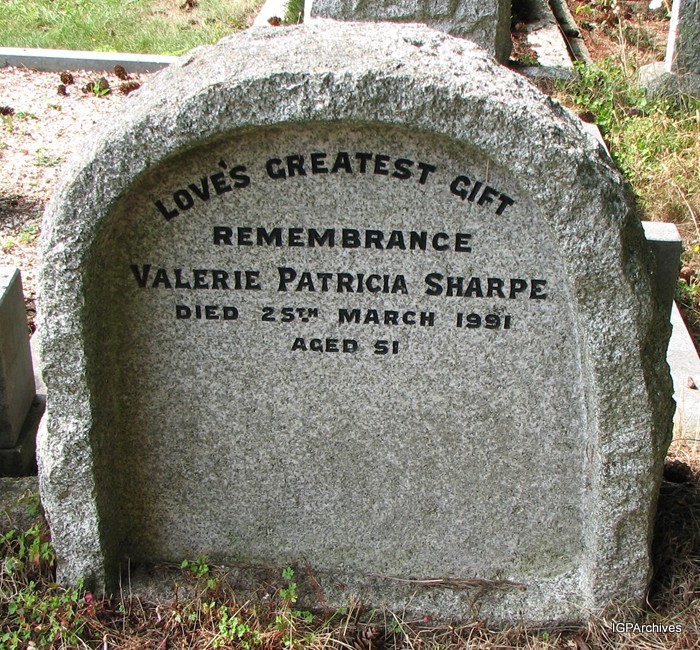 LOVE'S GREATEST GIFT
REMEMBRANCE
VALERIE PATRICIA SHARPE
DIED 25TH MARCH 1991
AGED 51
IGPArchives